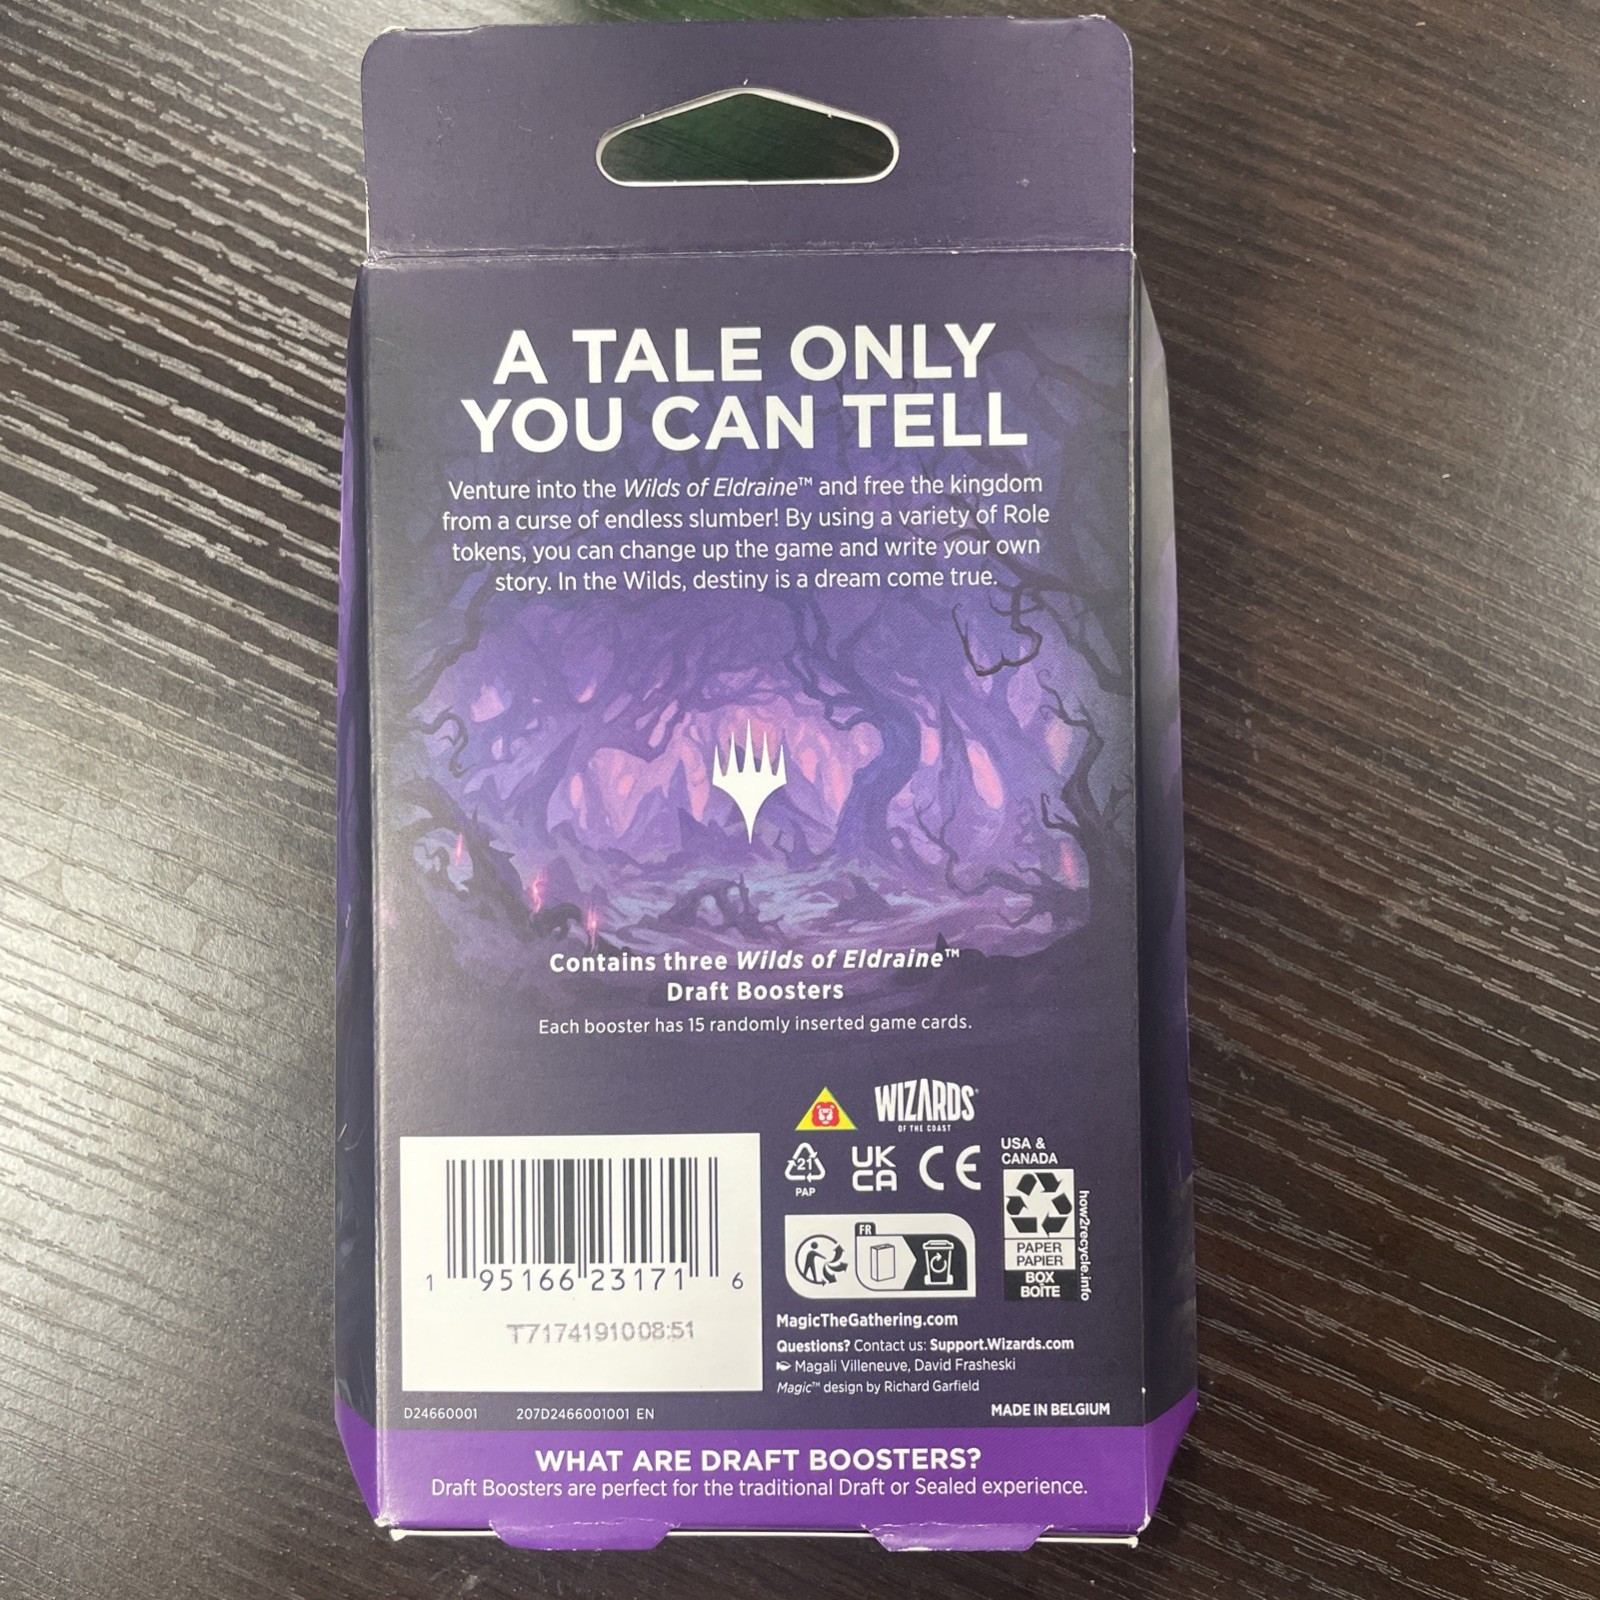 A TALE ONLY
YOU CAN TELL
Venture into the Wilds of Eldraine™ and free the kingdom
from a curse of endless slumber! By using a variety of Role
tokens, you can change up the game and write your own
story. In the Wilds, destiny is a dream come true.
Contains three Wilds of Eldraine™
Draft Boosters
Each booster has 15 randomly inserted game cards.
WIZARDS
OF THE COAST
21
PAP
UK
CA
CE
USA &
CANADA
how2recycle.info
PAPER
PAPIER
BOX
BOÎTE
FR
1 95166 23171 6
T7174191008:51
MagicTheGathering.com
Questions? Contact us: Support.Wizards.com
Magali Villeneuve, David Frasheski
Magic™ design by Richard Garfield
D24660001 207D2466001001 EN
MADE IN BELGIUM
WHAT ARE DRAFT BOOSTERS?
Draft Boosters are perfect for the traditional Draft or Sealed experience.